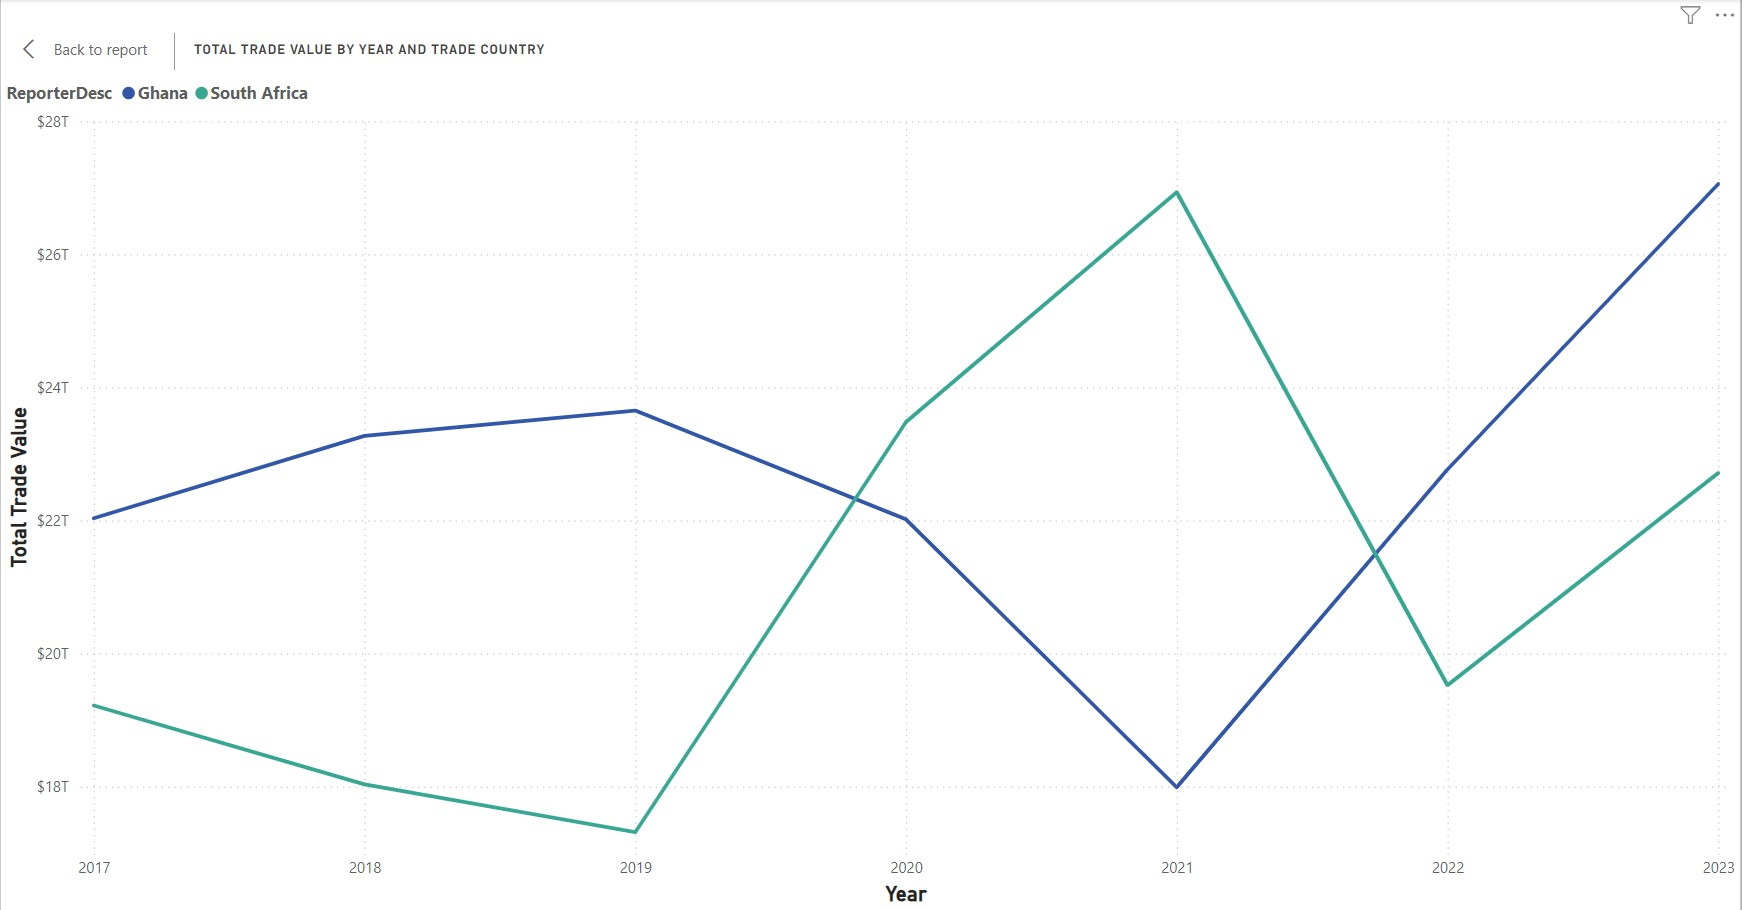 Back to report
TOTAL TRADE VALUE BY YEAR AND TRADE COUNTRY
ReporterDesc Ghana South Africa
$28T
$26T
$24T
$22T
$20T
$18T
Total Trade Value
2017 2018 2019 2020 2021 2022 2023
Year